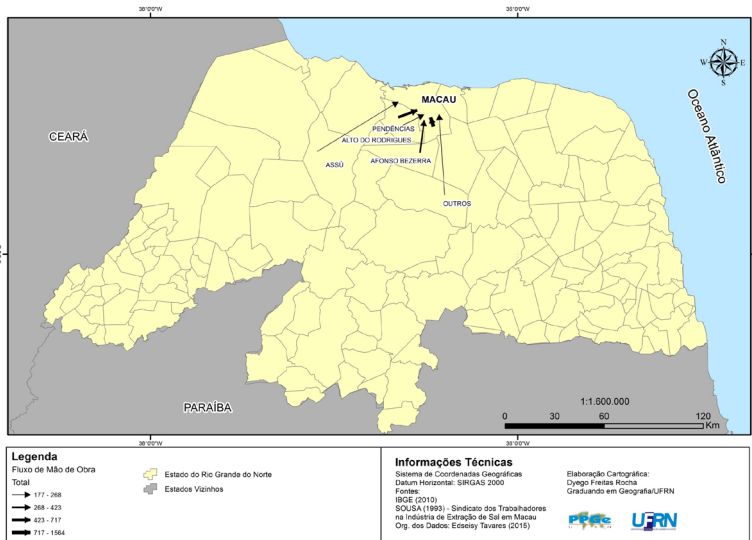 38°0'0"W
36°0'0"W
N
W
E
S
MACAU
CEARÁ
PENDÊNCIAS
ALTO DO RODRIGUES
ASSÚ
AFONSO BEZERRA
OUTROS
Oceano Atlântico
PARAÍBA
1:1.600.000
0 30 60 120
Km
38°0'0"W
36°0'0"W
Legenda
Fluxo de Mão de Obra
Total
177 - 268
268 - 423
423 - 717
717 - 1564
Estado do Rio Grande do Norte
Estados Vizinhos
Informações Técnicas
Sistema de Coordenadas Geográficas
Datum Horizontal: SIRGAS 2000
Fontes:
IBGE (2010)
SOUSA (1993) - Sindicato dos Trabalhadores
na Indústria de Extração de Sal em Macau
Org. dos Dados: Edseisy Tavares (2015)
Elaboração Cartográfica:
Dyego Freitas Rocha
Graduando em Geografia/UFRN
PPGe
UFRN